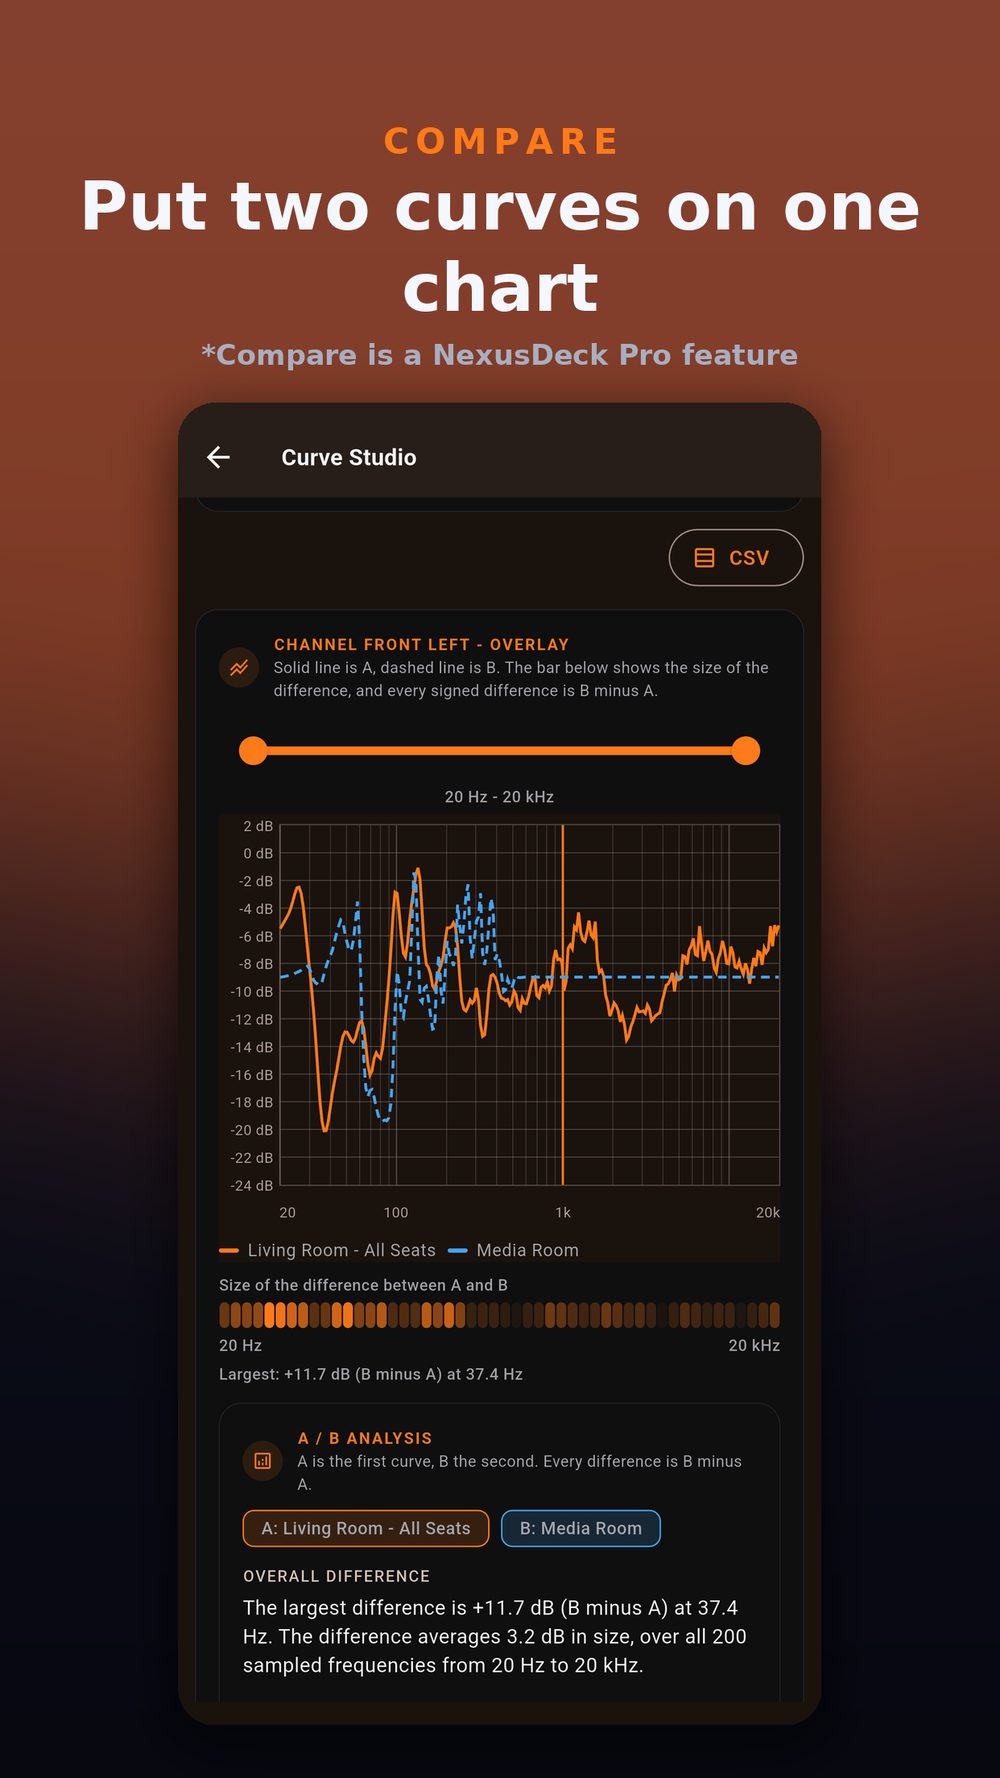 COMPARE
Put two curves on one
chart
*Compare is a NexusDeck Pro feature
Curve Studio
CSV
CHANNEL FRONT LEFT - OVERLAY
Solid line is A, dashed line is B. The bar below shows the size of the
difference, and every signed difference is B minus A.
20 Hz - 20 kHz
2 dB
0 dB
-2 dB
-4 dB
-6 dB
-8 dB
-10 dB
-12 dB
-14 dB
-16 dB
-18 dB
-20 dB
-22 dB
-24 dB
20 100 1k 20k
Living Room - All Seats Media Room
Size of the difference between A and B
20 Hz 20 kHz
Largest: +11.7 dB (B minus A) at 37.4 Hz
A / B ANALYSIS
A is the first curve, B the second. Every difference is B minus
A.
A: Living Room - All Seats B: Media Room
OVERALL DIFFERENCE
The largest difference is +11.7 dB (B minus A) at 37.4
Hz. The difference averages 3.2 dB in size, over all 200
sampled frequencies from 20 Hz to 20 kHz.